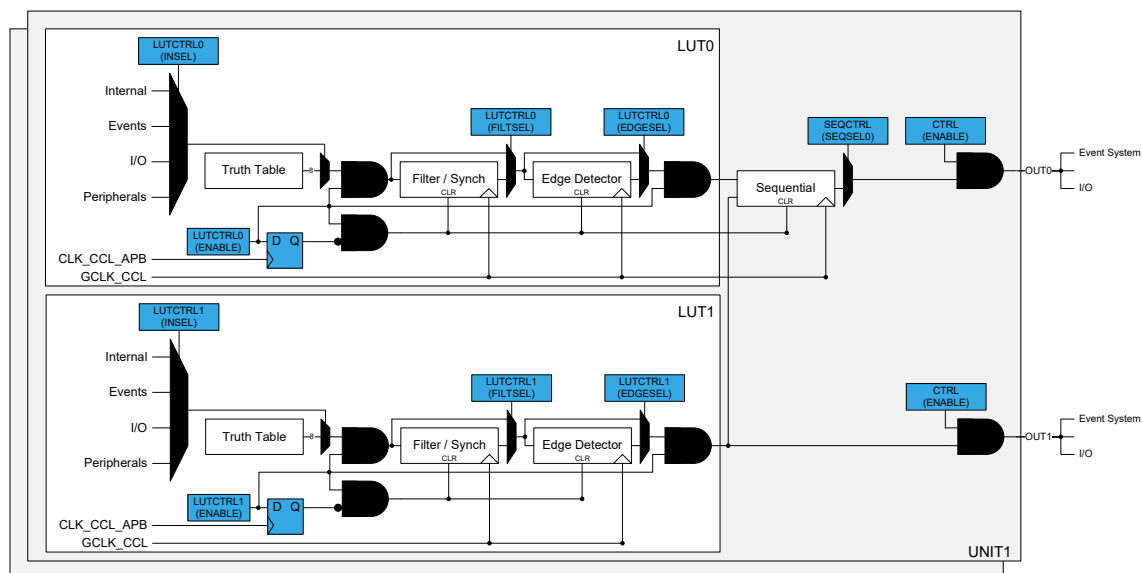 LUT0
LUTCTRL0
(INSEL)
Internal
Events
I/O
Peripherals
Truth Table
8
LUTCTRL0
(FILTSEL)
LUTCTRL0
(EDGESEL)
Filter / Synch
CLR
Edge Detector
CLR
LUTCTRL0
(ENABLE)
D Q
CLK_CCL_APB
GCLK_CCL
SEQCTRL
(SEQSEL0)
Sequential
CLR
CTRL
(ENABLE)
OUT0
Event System
I/O
LUT1
LUTCTRL1
(INSEL)
Internal
Events
I/O
Peripherals
Truth Table
8
LUTCTRL1
(FILTSEL)
LUTCTRL1
(EDGESEL)
Filter / Synch
CLR
Edge Detector
CLR
LUTCTRL1
(ENABLE)
D Q
CLK_CCL_APB
GCLK_CCL
CTRL
(ENABLE)
OUT1
Event System
I/O
UNIT1